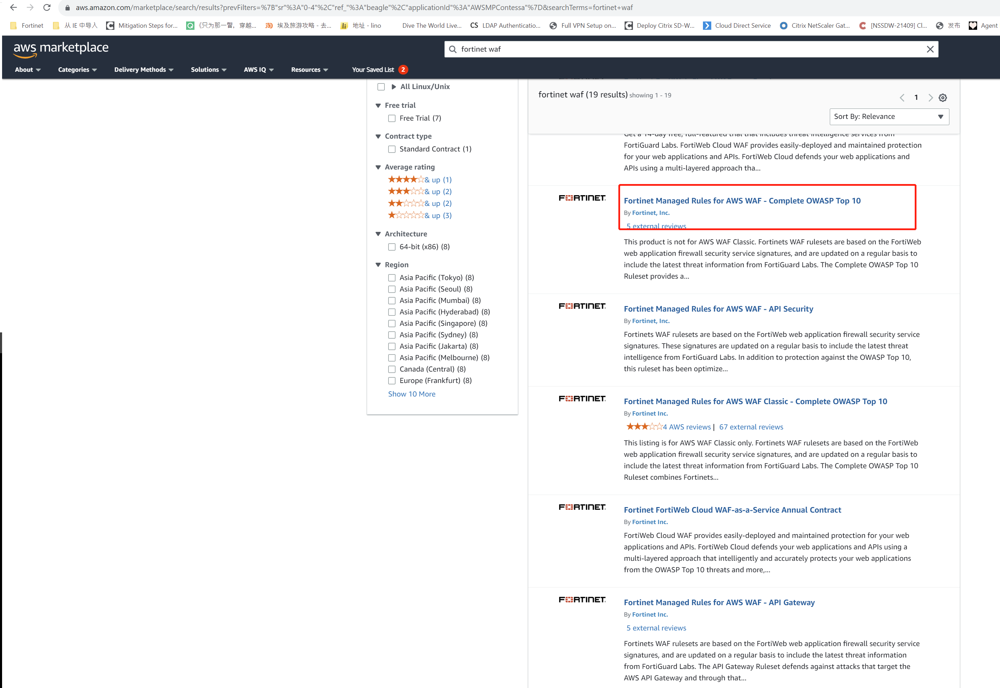 aws.amazon.com/marketplace/search/results?prevFilters=%7B"sr"%3A"0-4"%2C"ref_"%3A"beagle"%2C"applicationId"%3A"AWSMPContessa"%7D&searchTerms=fortinet+waf
Fortinet 从 IE 中导入 Mitigation Steps for... 《只为那一瞥，穿越... 埃及旅游攻略 - 去... 地址 - lino Dive The World Live... CS LDAP Authenticatio... Full VPN Setup on... Deploy Citrix SD-W... Cloud Direct Service Citrix NetScaler Gat... [NSSDW-21409] Cl... 发布 Agent
aws marketplace
fortinet waf
About Categories Delivery Methods Solutions AWS IQ Resources Your Saved List 2
All Linux/Unix
Free trial
Free Trial (7)
Contract type
Standard Contract (1)
Average rating
& up (1)
& up (2)
& up (2)
& up (3)
Architecture
64-bit (x86) (8)
Region
Asia Pacific (Tokyo) (8)
Asia Pacific (Seoul) (8)
Asia Pacific (Mumbai) (8)
Asia Pacific (Hyderabad) (8)
Asia Pacific (Singapore) (8)
Asia Pacific (Sydney) (8)
Asia Pacific (Jakarta) (8)
Asia Pacific (Melbourne) (8)
Canada (Central) (8)
Europe (Frankfurt) (8)
Show 10 More
fortinet waf (19 results) showing 1 - 19
1
Sort By: Relevance
Get a 14-day free, full-featured trial that includes threat intelligence services from
FortiGuard Labs. FortiWeb Cloud WAF provides easily-deployed and maintained protection
for your web applications and APIs. FortiWeb Cloud defends your web applications and
APIs using a multi-layered approach tha...
FORTINET
Fortinet Managed Rules for AWS WAF - Complete OWASP Top 10
By Fortinet, Inc.
5 external reviews
This product is not for AWS WAF Classic. Fortinets WAF rulesets are based on the FortiWeb
web application firewall security service signatures, and are updated on a regular basis to
include the latest threat information from FortiGuard Labs. The Complete OWASP Top 10
Ruleset provides a...
FORTINET
Fortinet Managed Rules for AWS WAF - API Security
By Fortinet, Inc.
Fortinets WAF rulesets are based on the FortiWeb web application firewall security service
signatures. These signatures are updated on a regular basis to include the latest threat
intelligence from FortiGuard Labs. In addition to protection against the OWASP Top 10,
this ruleset has been optimize...
FORTINET
Fortinet Managed Rules for AWS WAF Classic - Complete OWASP Top 10
By Fortinet Inc.
4 AWS reviews | 67 external reviews
This listing is for AWS WAF Classic only. Fortinets WAF rulesets are based on the FortiWeb
web application firewall security service signatures, and are updated on a regular basis to
include the latest threat information from FortiGuard Labs. The Complete OWASP Top 10
Ruleset combines Fortinets...
FORTINET
Fortinet FortiWeb Cloud WAF-as-a-Service Annual Contract
By Fortinet Inc.
FortiWeb Cloud WAF provides easily-deployed and maintained protection for your web
applications and APIs. FortiWeb Cloud defends your web applications and APIs using a
multi-layered approach that intelligently and accurately protects your web applications
from the OWASP Top 10 threats and more,...
FORTINET
Fortinet Managed Rules for AWS WAF - API Gateway
By Fortinet Inc.
5 external reviews
Fortinets WAF rulesets are based on the FortiWeb web application firewall security service
signatures, and are updated on a regular basis to include the latest threat information
from FortiGuard Labs. The API Gateway Ruleset defends against attacks that target the
AWS API Gateway and through that...